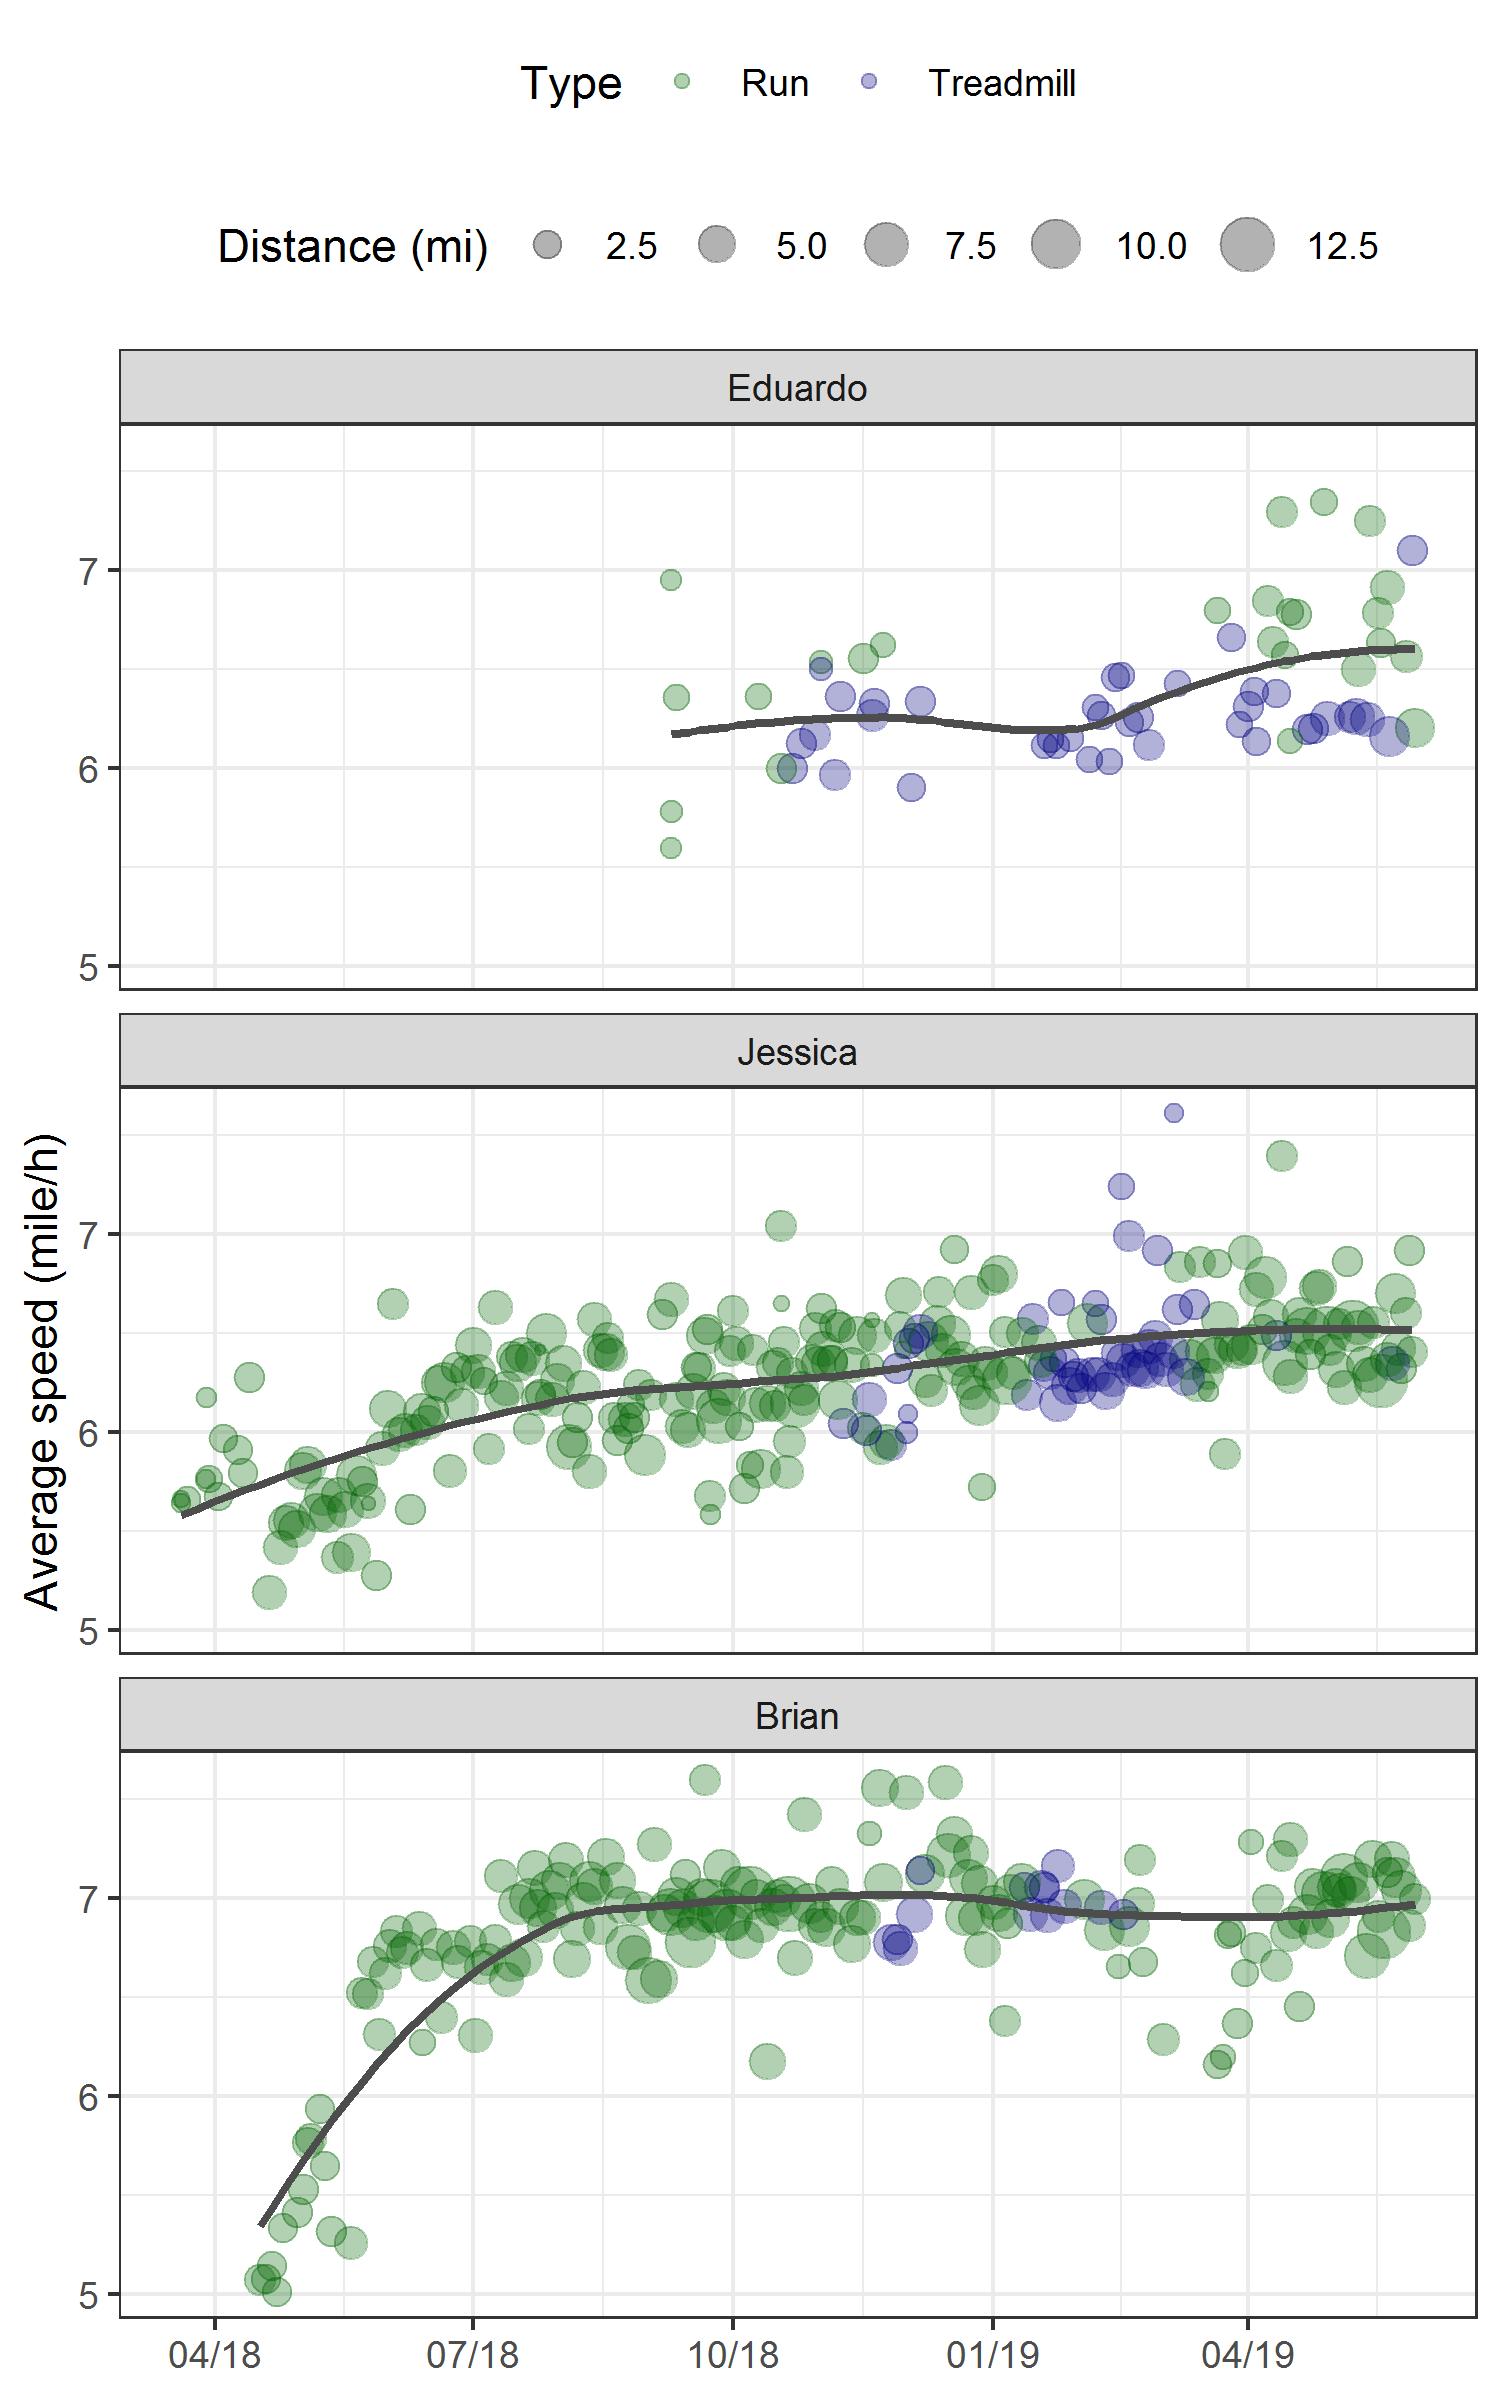 Type Run Treadmill
Distance (mi) 2.5 5.0 7.5 10.0 12.5
Eduardo
7
6
5
Jessica
Average speed (mile/h)
7
6
5
Brian
7
6
5
04/18 07/18 10/18 01/19 04/19